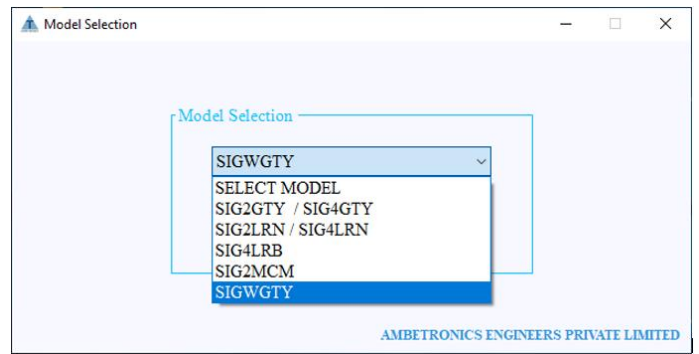 Model Selection
Model Selection
SIGWGTY
SELECT MODEL
SIG2GTY / SIG4GTY
SIG2LRN / SIG4LRN
SIG4LRB
SIG2MCM
SIGWGTY
AMBETRONICS ENGINEERS PRIVATE LIMITED